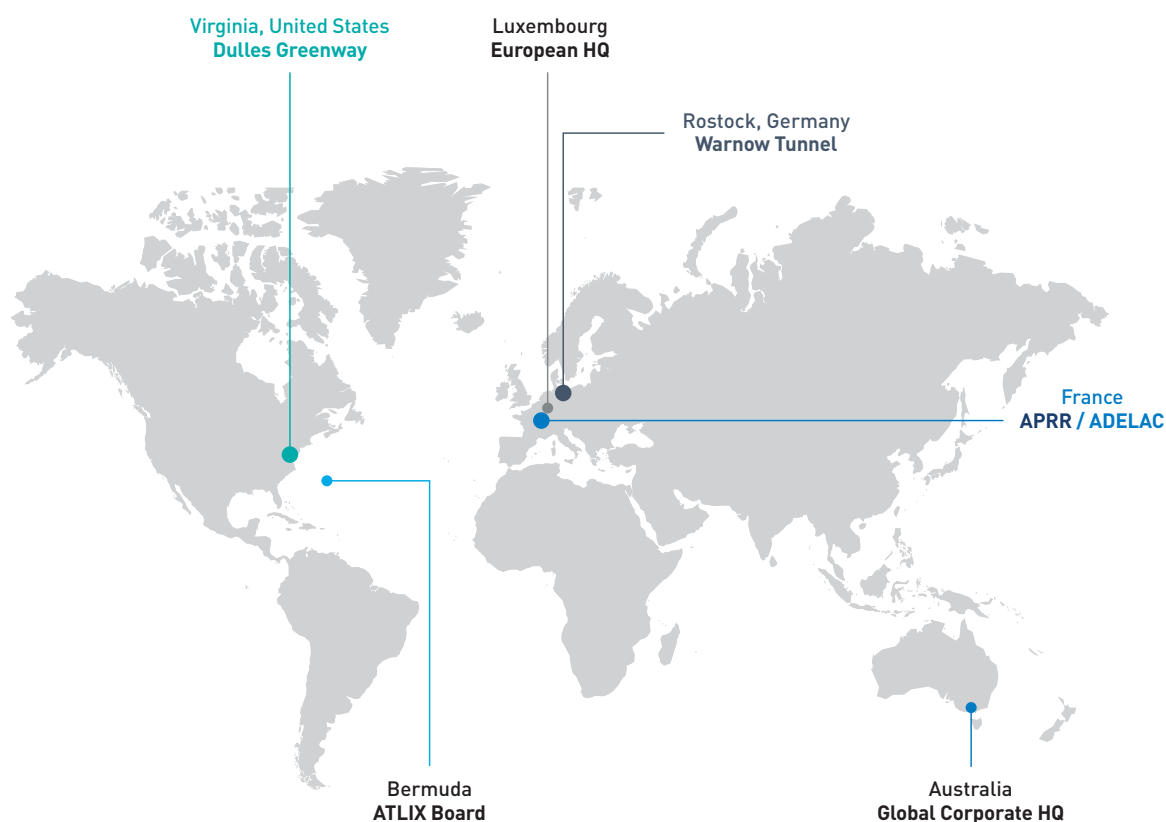 Virginia, United States
Dulles Greenway
Luxembourg
European HQ
Rostock, Germany
Warnow Tunnel
France
APRR / ADELAC
Bermuda
ATLIX Board
Australia
Global Corporate HQ